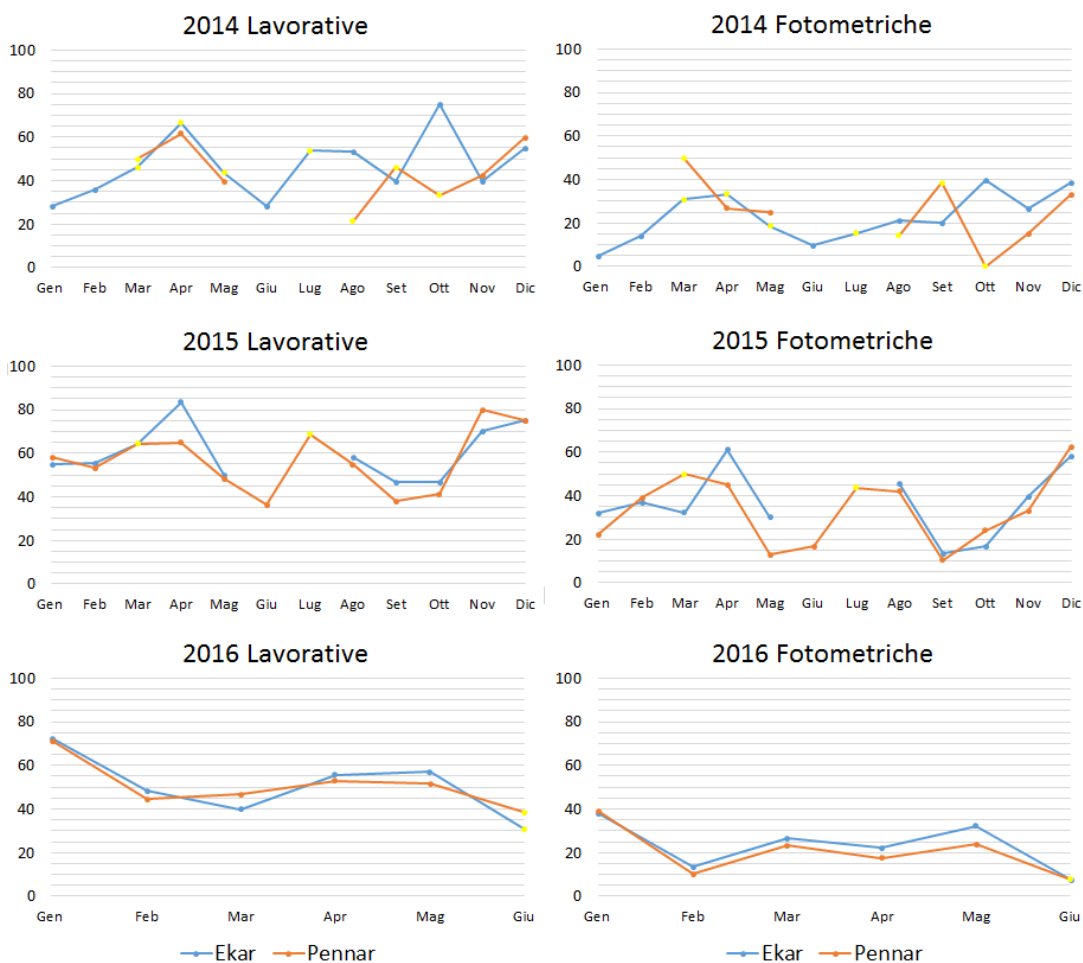 2014 Lavorative
100
80
60
40
20
0
Gen Feb Mar Apr Mag Giu Lug Ago Set Ott Nov Dic
2014 Fotometriche
100
80
60
40
20
0
Gen Feb Mar Apr Mag Giu Lug Ago Set Ott Nov Dic
2015 Lavorative
100
80
60
40
20
0
Gen Feb Mar Apr Mag Giu Lug Ago Set Ott Nov Dic
2015 Fotometriche
100
80
60
40
20
0
Gen Feb Mar Apr Mag Giu Lug Ago Set Ott Nov Dic
2016 Lavorative
100
80
60
40
20
0
Gen Feb Mar Apr Mag Giu
Ekar Pennar
2016 Fotometriche
100
80
60
40
20
0
Gen Feb Mar Apr Mag Giu
Ekar Pennar